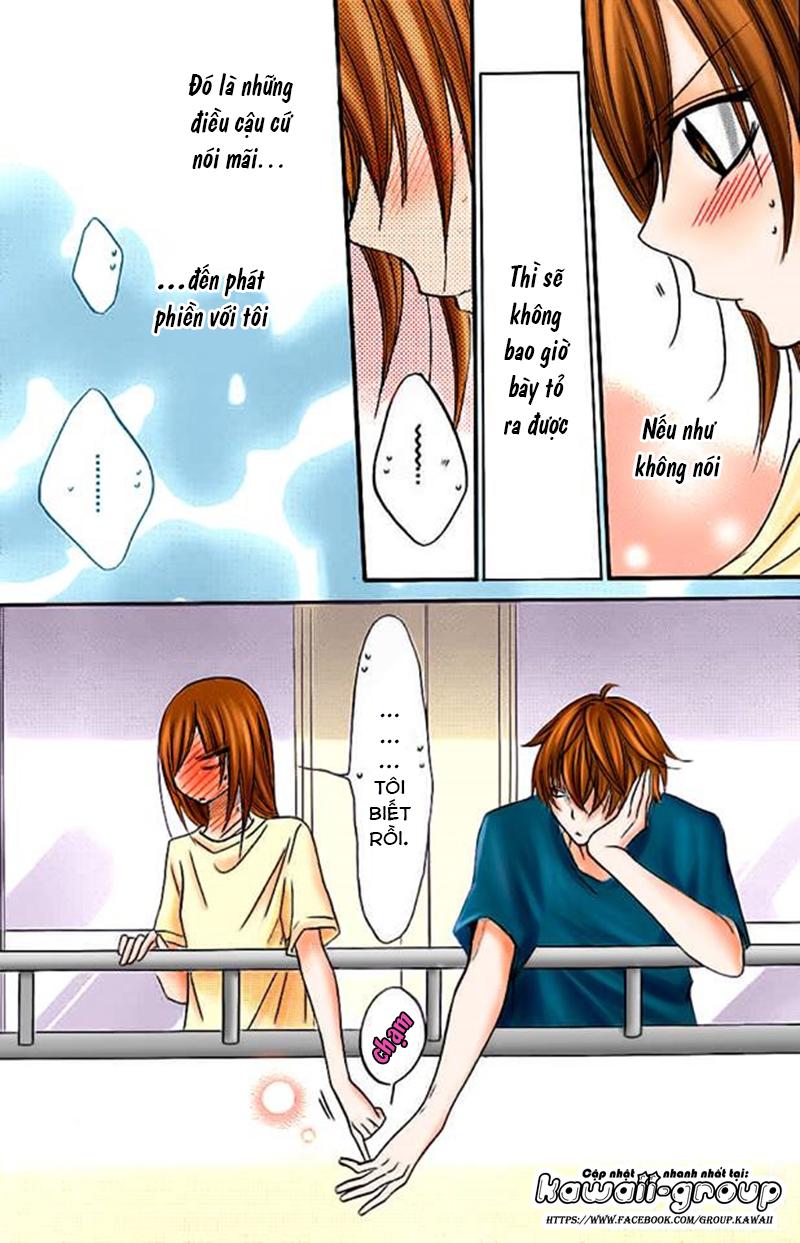 Nếu như
không nói
Thì sẽ
không
bao giờ
bày tỏ
ra được
Đó là những
điều cậu cứ
nói mãi...
...đến phát
phiền với tôi
...
...
...
TÔI
BIẾT
RỒI.
chạm
Cập nhật nhanh nhất tại:
kawaii-group
HTTPS://WWW.FACEBOOK.COM/GROUP.KAWAII